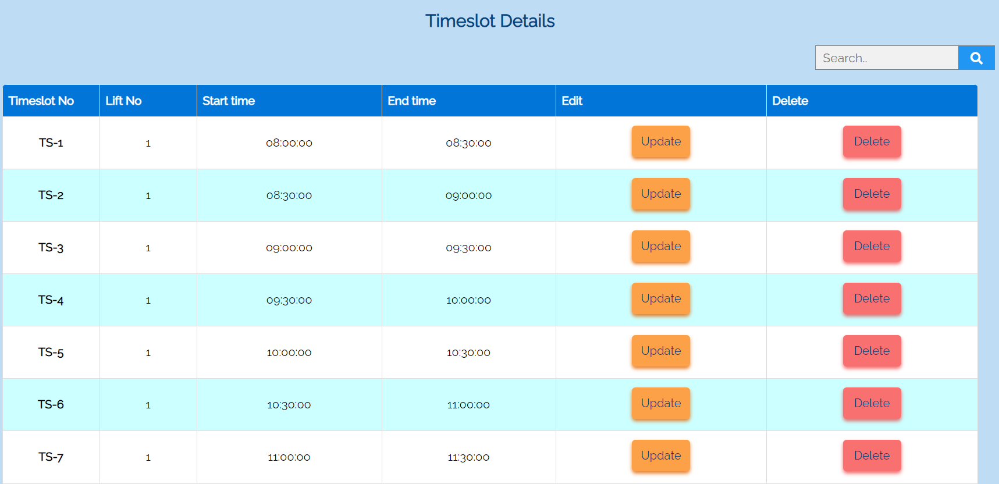 Timeslot Details
Search..
Timeslot No Lift No Start time End time Edit Delete
TS-1 1 08:00:00 08:30:00 Update Delete
TS-2 1 08:30:00 09:00:00 Update Delete
TS-3 1 09:00:00 09:30:00 Update Delete
TS-4 1 09:30:00 10:00:00 Update Delete
TS-5 1 10:00:00 10:30:00 Update Delete
TS-6 1 10:30:00 11:00:00 Update Delete
TS-7 1 11:00:00 11:30:00 Update Delete